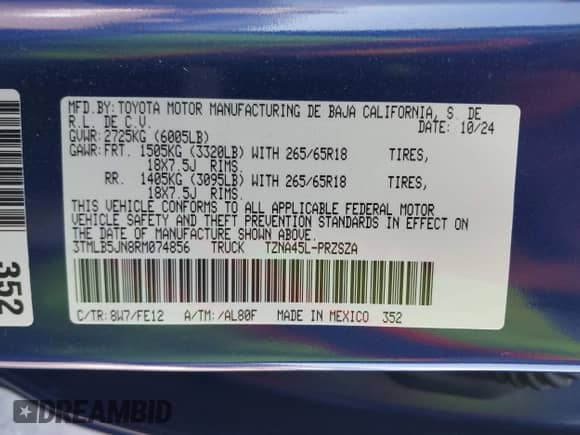 MFD.BY: TOYOTA MOTOR MANUFACTURING DE BAJA CALIFORNIA, S. DE
R.L. DE C.V. DATE: 10/24
GVWR: 2725KG (6005LB)
GAWR: FRT. 1505KG (3320LB) WITH 265/65R18 TIRES,
18X7.5J RIMS.
RR. 1405KG (3095LB) WITH 265/65R18 TIRES,
18X7.5J RIMS.
THIS VEHICLE CONFORMS TO ALL APPLICABLE FEDERAL MOTOR
VEHICLE SAFETY AND THEFT PREVENTION STANDARDS IN EFFECT ON
THE DATE OF MANUFACTURE SHOWN ABOVE.
3TMLB5JN8RM074856 TRUCK TZNA45L-PRZSZA
C/TR: 8W7/FE12 A/TM: /AL80F MADE IN MEXICO 352
352
DREAMBID